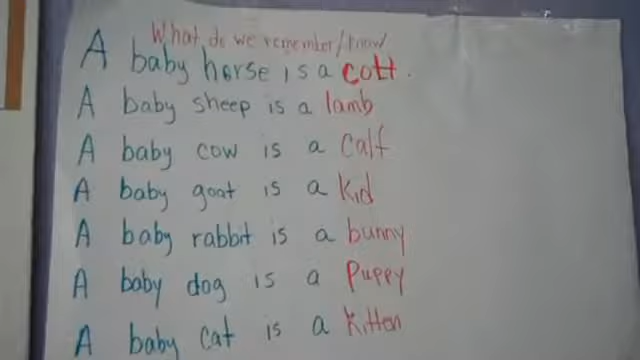 What do we remember/know
A baby horse is a colt.
A baby sheep is a lamb
A baby cow is a calf
A baby goat is a kid
A baby rabbit is a bunny
A baby dog is a Puppy
A baby cat is a kitten